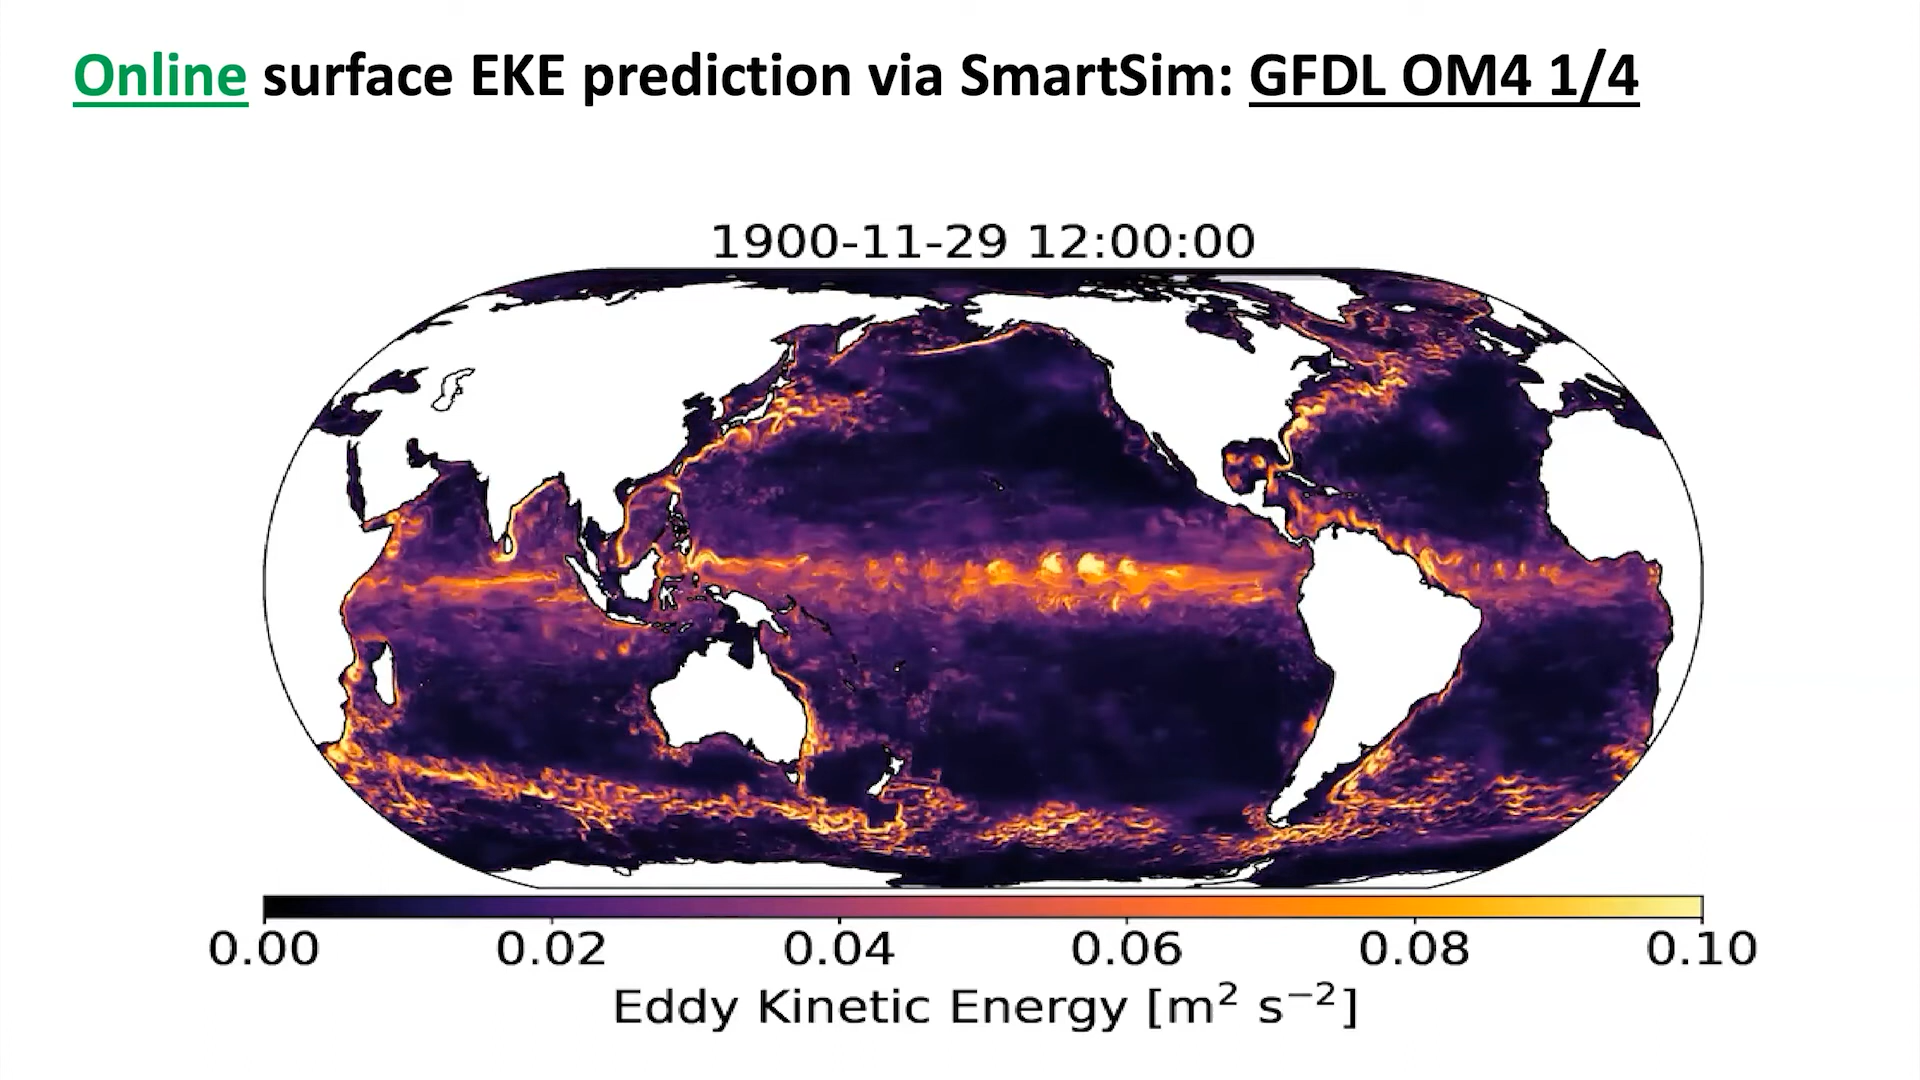 Online surface EKE prediction via SmartSim: GFDL OM4 1/4
1900-11-29 12:00:00
0.00 0.02 0.04 0.06 0.08 0.10
Eddy Kinetic Energy [m² s⁻²]